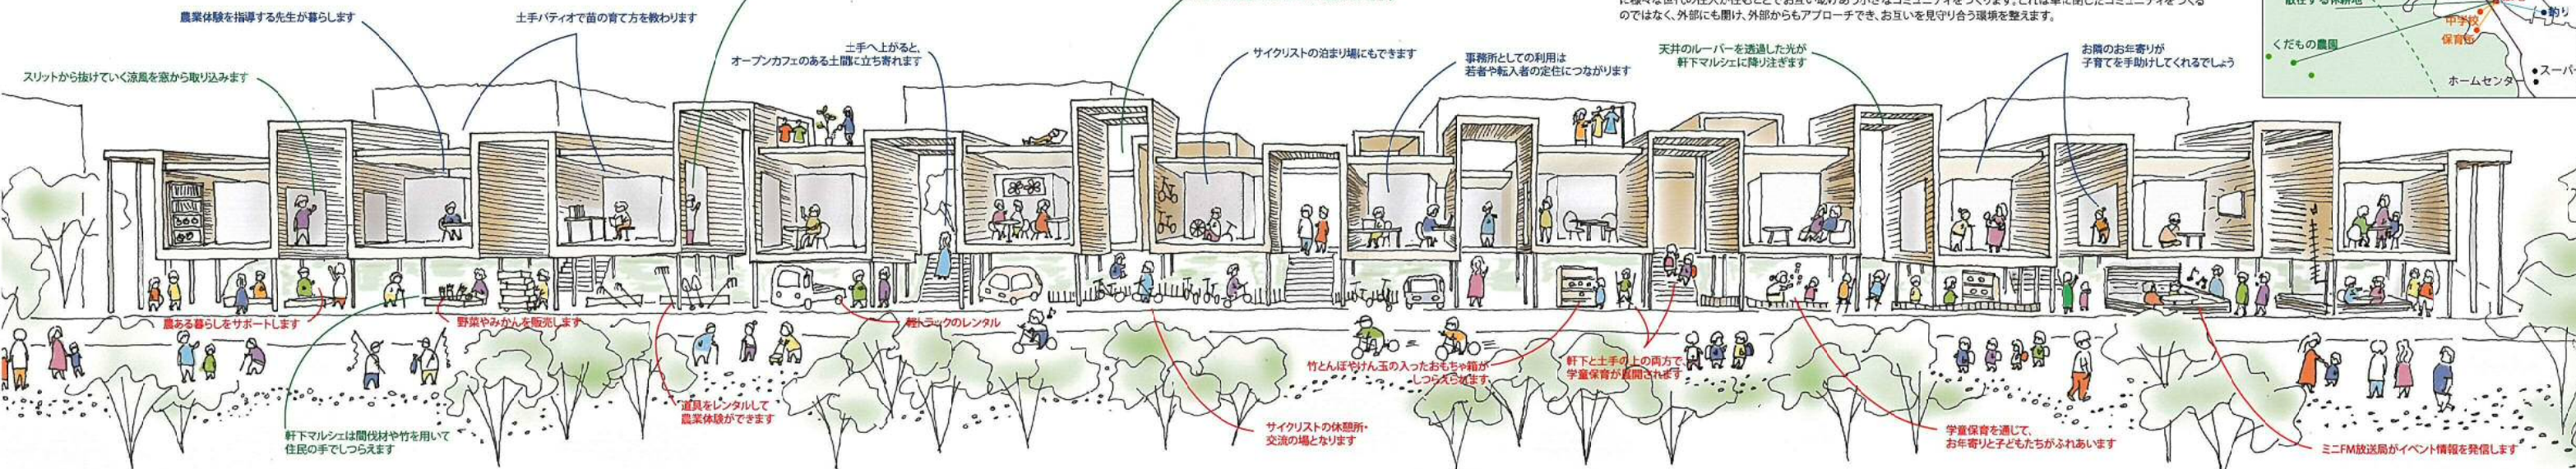 のではなく、外部にも開け、外部からもアプローチでき、お互いを見守り合う環境を整えます。
農業体験を指導する先生が暮らします
土手パティオで苗の育て方を教わります
土手へ上がると、
オープンカフェのある土間に立ち寄れます
スリットから抜けていく涼風を窓から取り込みます
サイクリストの泊まり場にもできます
事務所としての利用は
若者や転入者の定住につながります
天井のルーバーを透過した光が
軒下マルシェに降り注ぎます
お隣のお年寄りが
子育てを手助けしてくれるでしょう
中学校
保育所
釣り
くだもの農園
ホームセンター
スーパー
農ある暮らしをサポートします
野菜やみかんを販売します
軽トラックのレンタル
竹とんぼやけん玉の入ったおもちゃ箱が
しつらえられます
軒下と土手の上の両方で、
学童保育が展開されます
道具をレンタルして
農業体験ができます
軒下マルシェは間伐材や竹を用いて
住民の手でしつらえます
サイクリストの休憩所・
交流の場となります
学童保育を通じて、
お年寄りと子どもたちがふれあいます
ミニFM放送局がイベント情報を発信します